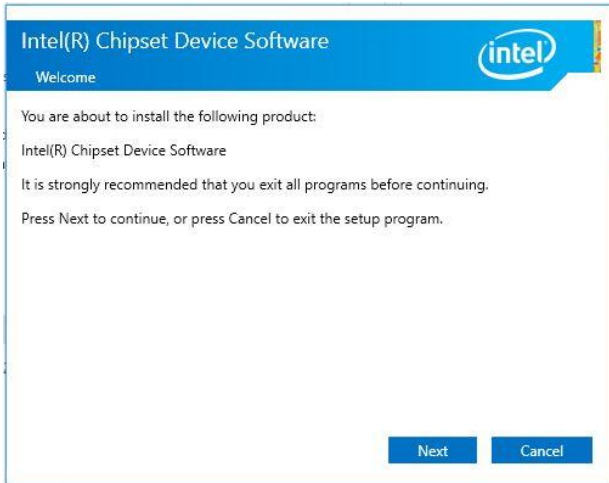 Intel(R) Chipset Device Software
intel
Welcome
You are about to install the following product:
Intel(R) Chipset Device Software
It is strongly recommended that you exit all programs before continuing.
Press Next to continue, or press Cancel to exit the setup program.
Next Cancel